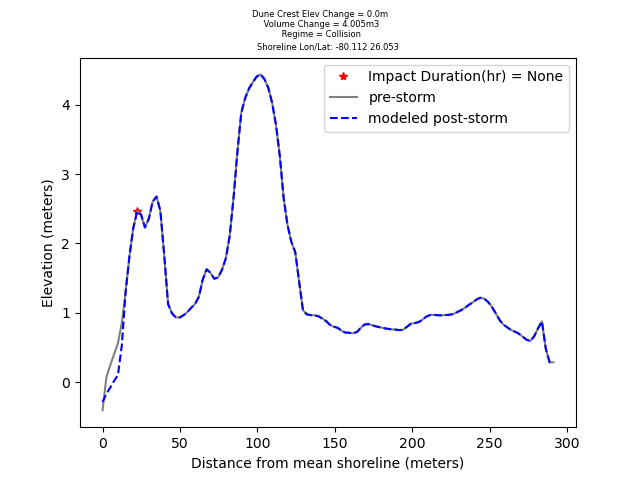 Dune Crest Elev Change = 0.0m
Volume Change = 4.005m3
Regime = Collision
Shoreline Lon/Lat: -80.112 26.053
Impact Duration(hr) = None
pre-storm
modeled post-storm
Elevation (meters)
4
3
2
1
0
0 50 100 150 200 250 300
Distance from mean shoreline (meters)